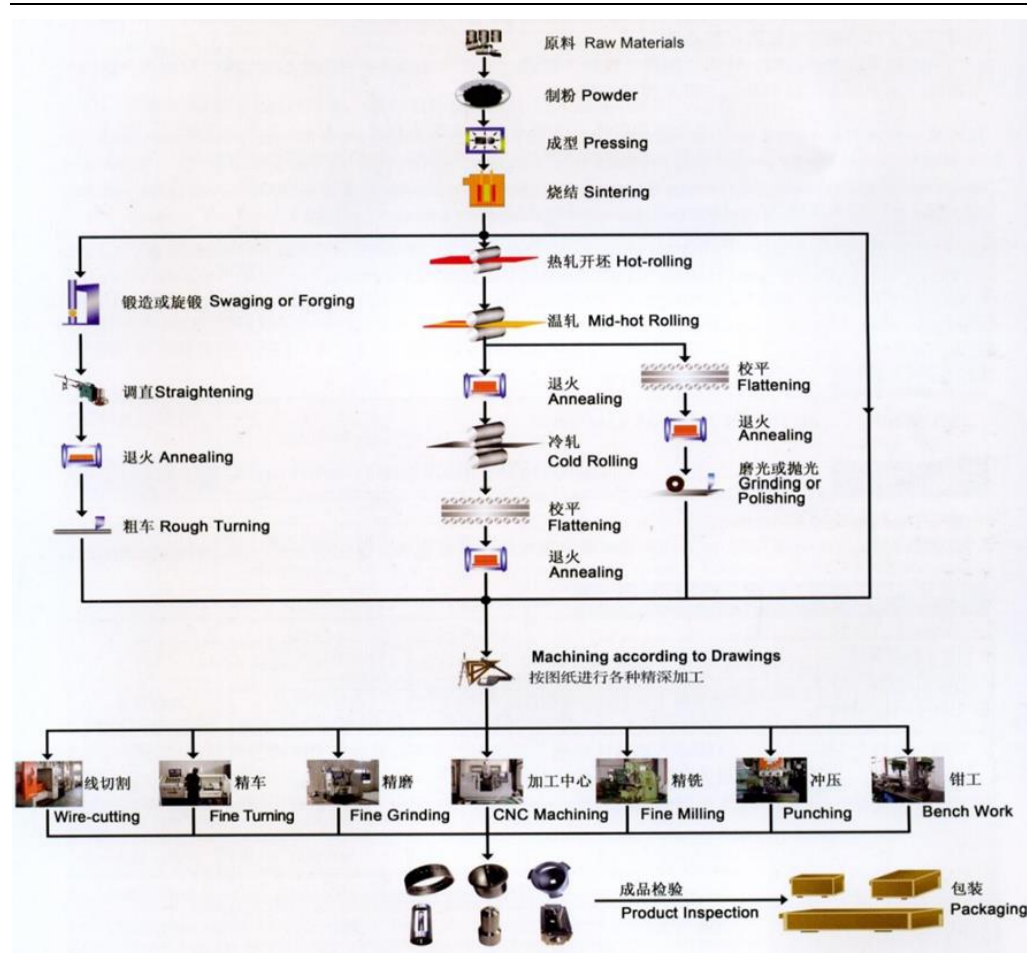 原料 Raw Materials
制粉 Powder
成型 Pressing
烧结 Sintering
热轧开坯 Hot-rolling
锻造或旋锻 Swaging or Forging
温轧 Mid-hot Rolling
校平
Flattening
退火
Annealing
调直Straightening
退火
Annealing
冷轧
Cold Rolling
退火 Annealing
磨光或抛光
Grinding or
Polishing
校平
Flattening
粗车 Rough Turning
退火
Annealing
Machining according to Drawings
按图纸进行各种精深加工
线切割
Wire-cutting
精车
Fine Turning
精磨
Fine Grinding
加工中心
CNC Machining
精铣
Fine Milling
冲压
Punching
钳工
Bench Work
成品检验
Product Inspection
包装
Packaging